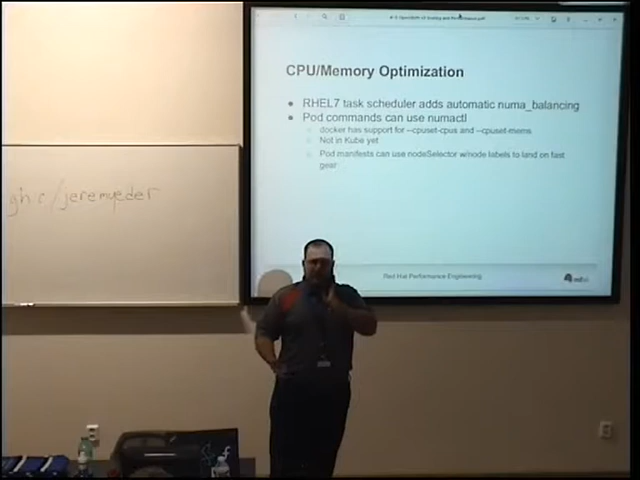 CPU/Memory Optimization
RHEL7 task scheduler adds automatic numa_balancing
Pod commands can use numactl
docker has support for --cpuset-cpus and --cpuset-mems
Not in Kube yet
Pod manifests can use nodeSelector w/node labels to land on fast
gear
gh c/jeremyeder
Red Hat Performance Engineering